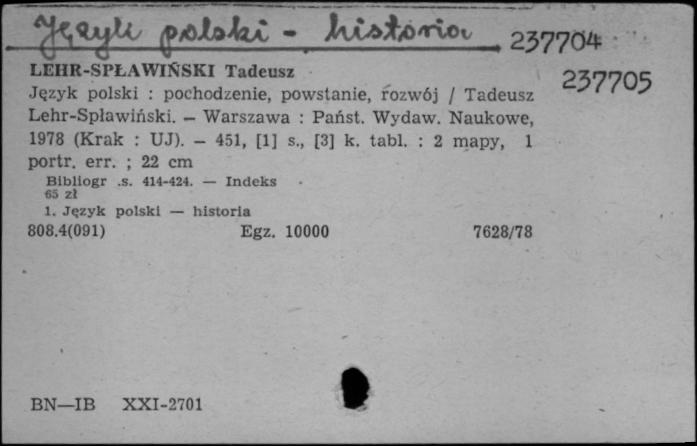 Język polski - historia 237704
LEHR-SPŁAWIŃSKI Tadeusz 237705
Język polski : pochodzenie, powstanie, rozwój / Tadeusz
Lehr-Spławiński. — Warszawa : Państ. Wydaw. Naukowe,
1978 (Krak : UJ). — 451, [1] s., [3] k. tabl. : 2 mapy, 1
portr. err. ; 22 cm
Bibliogr .s. 414-424. — Indeks
65 zł
1. Język polski — historia
808.4(091) Egz. 10000 7628/78
BN—IB XXI-2701